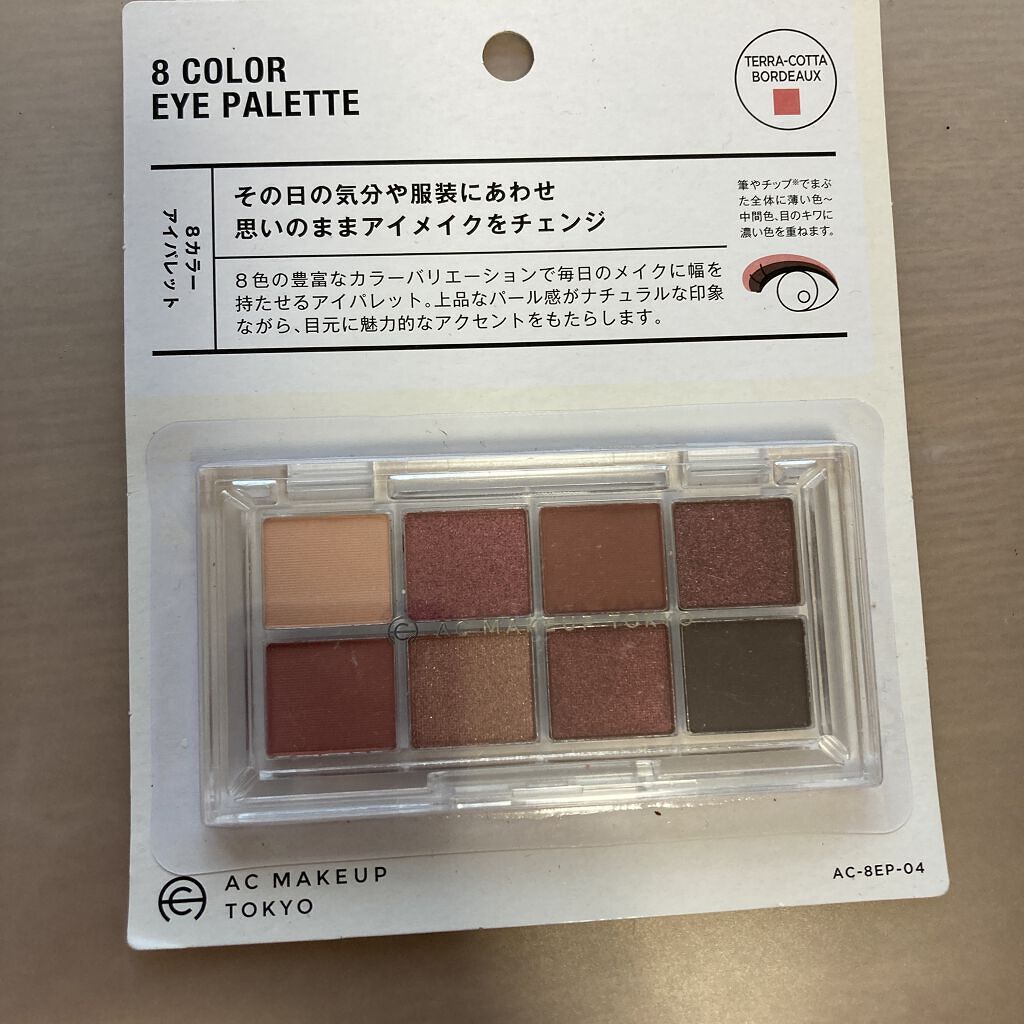 8 COLOR
EYE PALETTE
TERRA-COTTA
BORDEAUX
8カラー
アイパレット
その日の気分や服装にあわせ
思いのままアイメイクをチェンジ
8色の豊富なカラーバリエーションで毎日のメイクに幅を
持たせるアイパレット。上品なパール感がナチュラルな印象
ながら、目元に魅力的なアクセントをもたらします。
筆やチップ※でまぶ
た全体に薄い色〜
中間色、目のキワに
濃い色を重ねます。
AC MAKEUP TOKYO
AC MAKEUP
TOKYO
AC-8EP-04